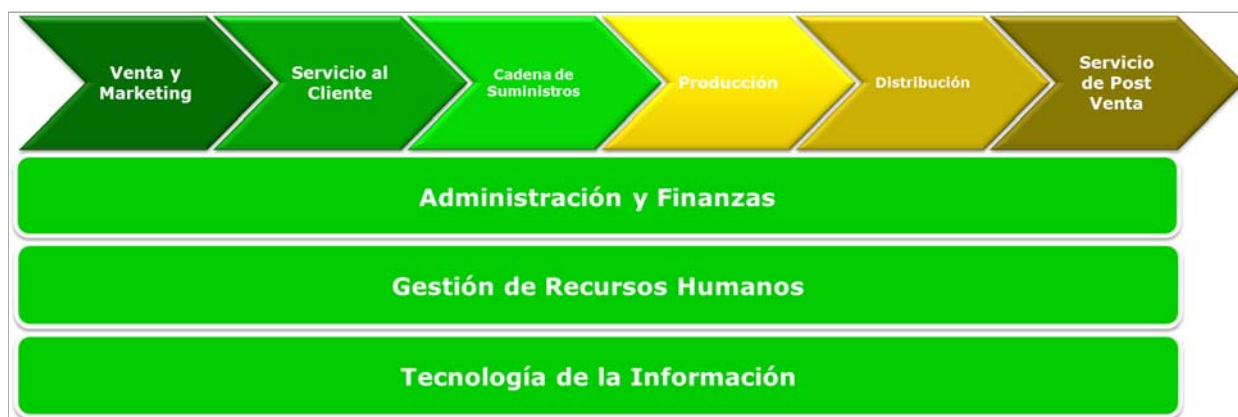 Venta y
Marketing
Servicio al
Cliente
Cadena de
Suministros
Producción
Distribución
Servicio
de Post
Venta
Administración y Finanzas
Gestión de Recursos Humanos
Tecnología de la Información